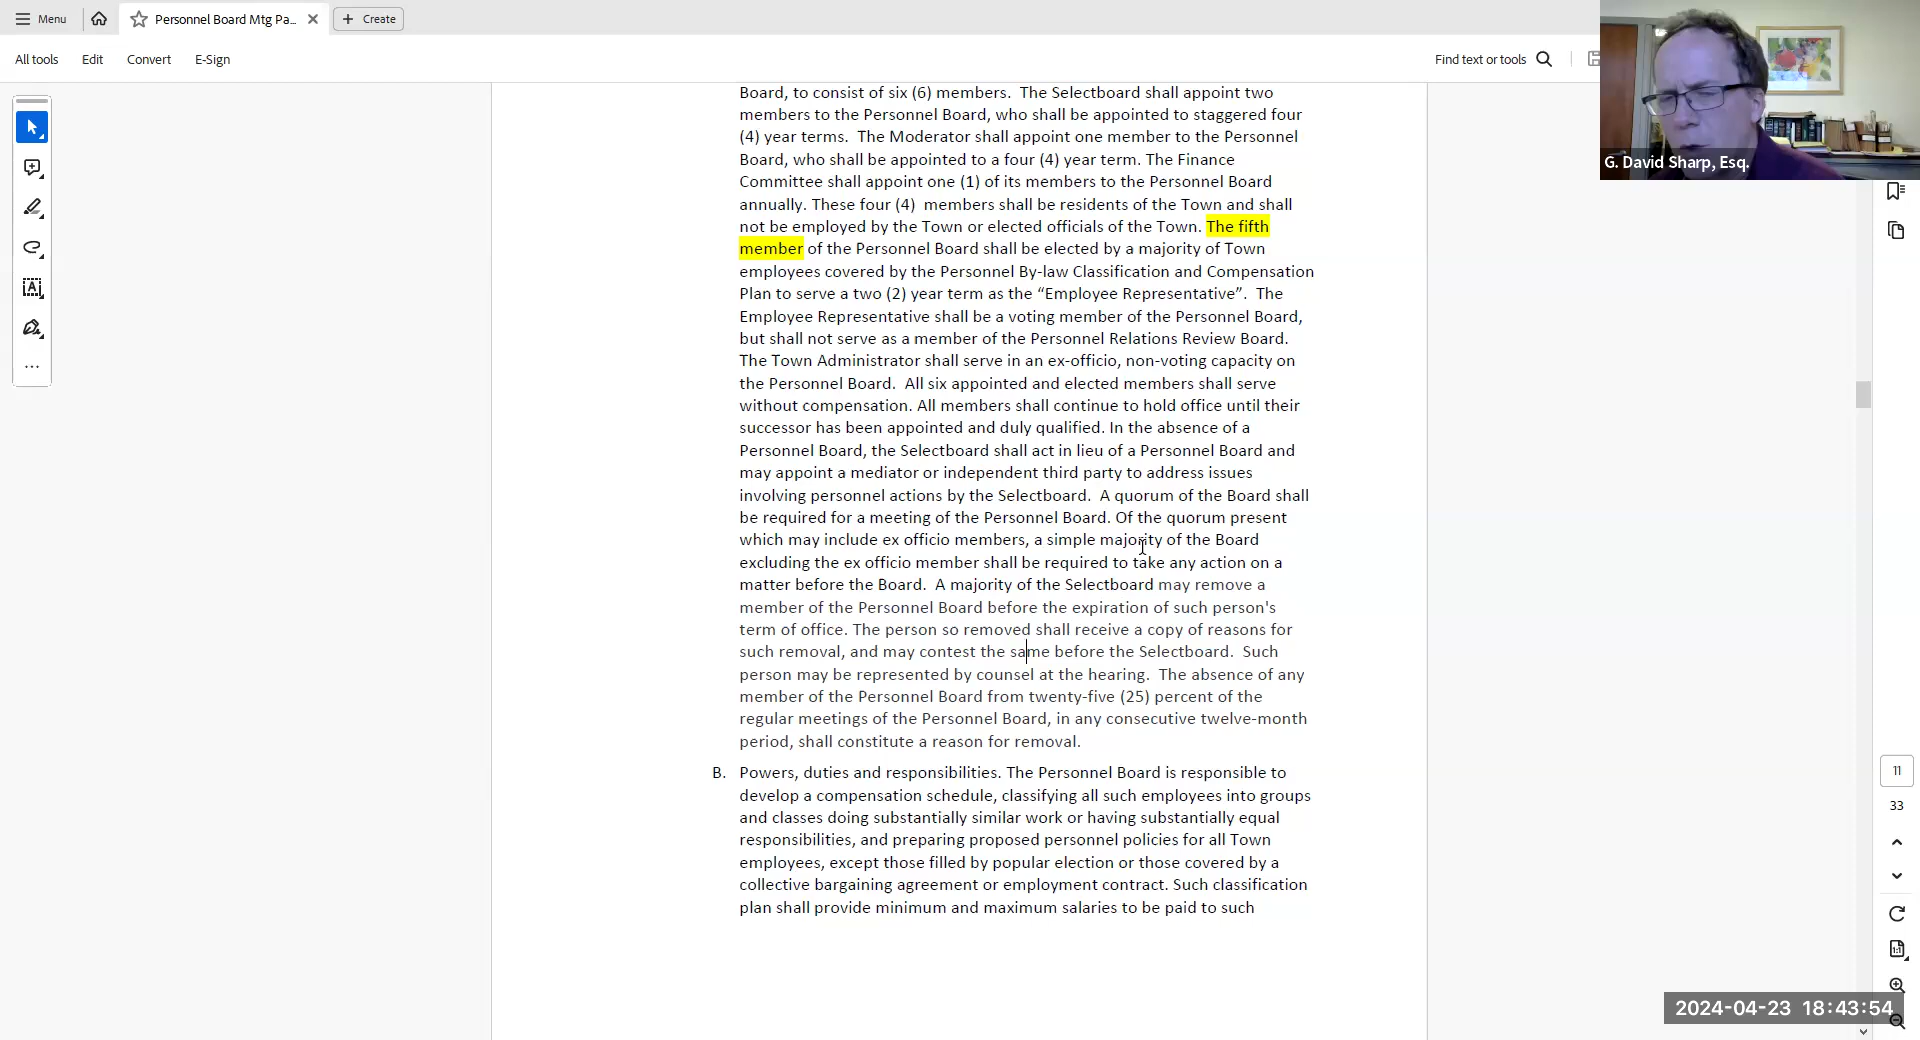 Menu
Personnel Board Mtg Pa...
Create
All tools
Edit
Convert
E-Sign
Find text or tools
G. David Sharp, Esq.
Board, to consist of six (6) members.  The Selectboard shall appoint two
members to the Personnel Board, who shall be appointed to staggered four
(4) year terms.  The Moderator shall appoint one member to the Personnel
Board, who shall be appointed to a four (4) year term. The Finance
Committee shall appoint one (1) of its members to the Personnel Board
annually. These four (4)  members shall be residents of the Town and shall
not be employed by the Town or elected officials of the Town. The fifth
member of the Personnel Board shall be elected by a majority of Town
employees covered by the Personnel By-law Classification and Compensation
Plan to serve a two (2) year term as the “Employee Representative”.  The
Employee Representative shall be a voting member of the Personnel Board,
but shall not serve as a member of the Personnel Relations Review Board.
The Town Administrator shall serve in an ex-officio, non-voting capacity on
the Personnel Board.  All six appointed and elected members shall serve
without compensation. All members shall continue to hold office until their
successor has been appointed and duly qualified. In the absence of a
Personnel Board, the Selectboard shall act in lieu of a Personnel Board and
may appoint a mediator or independent third party to address issues
involving personnel actions by the Selectboard.  A quorum of the Board shall
be required for a meeting of the Personnel Board. Of the quorum present
which may include ex officio members, a simple majority of the Board
excluding the ex officio member shall be required to take any action on a
matter before the Board.  A majority of the Selectboard may remove a
member of the Personnel Board before the expiration of such person's
term of office. The person so removed shall receive a copy of reasons for
such removal, and may contest the same before the Selectboard.  Such
person may be represented by counsel at the hearing.  The absence of any
member of the Personnel Board from twenty-five (25) percent of the
regular meetings of the Personnel Board, in any consecutive twelve-month
period, shall constitute a reason for removal.
B. Powers, duties and responsibilities. The Personnel Board is responsible to
develop a compensation schedule, classifying all such employees into groups
and classes doing substantially similar work or having substantially equal
responsibilities, and preparing proposed personnel policies for all Town
employees, except those filled by popular election or those covered by a
collective bargaining agreement or employment contract. Such classification
plan shall provide minimum and maximum salaries to be paid to such
11
33
2024-04-23 18:43:54